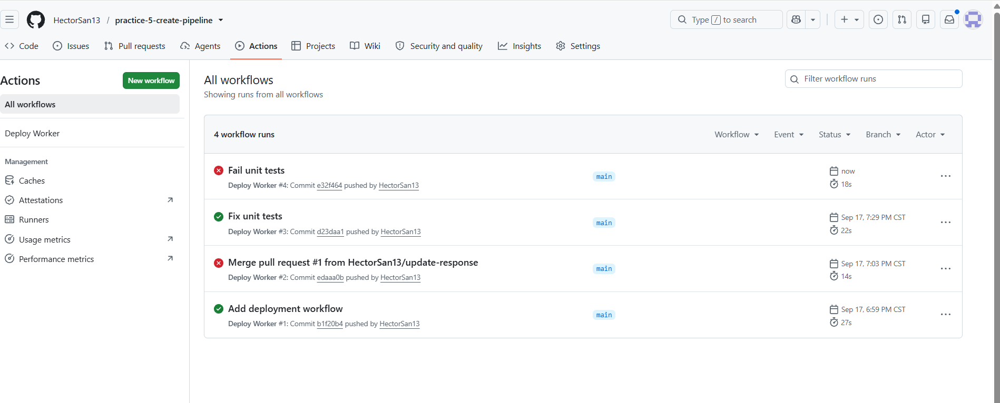 HectorSan13 / practice-5-create-pipeline
Type / to search
Code Issues Pull requests Agents Actions Projects Wiki Security and quality Insights Settings
Actions
New workflow
All workflows
Deploy Worker
Management
Caches
Attestations
Runners
Usage metrics
Performance metrics
All workflows
Showing runs from all workflows
Filter workflow runs
4 workflow runs
Workflow Event Status Branch Actor
Fail unit tests
Deploy Worker #4: Commit e32f464 pushed by HectorSan13
main
now
18s
Fix unit tests
Deploy Worker #3: Commit d23daa1 pushed by HectorSan13
main
Sep 17, 7:29 PM CST
22s
Merge pull request #1 from HectorSan13/update-response
Deploy Worker #2: Commit edaaa0b pushed by HectorSan13
main
Sep 17, 7:03 PM CST
14s
Add deployment workflow
Deploy Worker #1: Commit b1f20b4 pushed by HectorSan13
main
Sep 17, 6:59 PM CST
27s